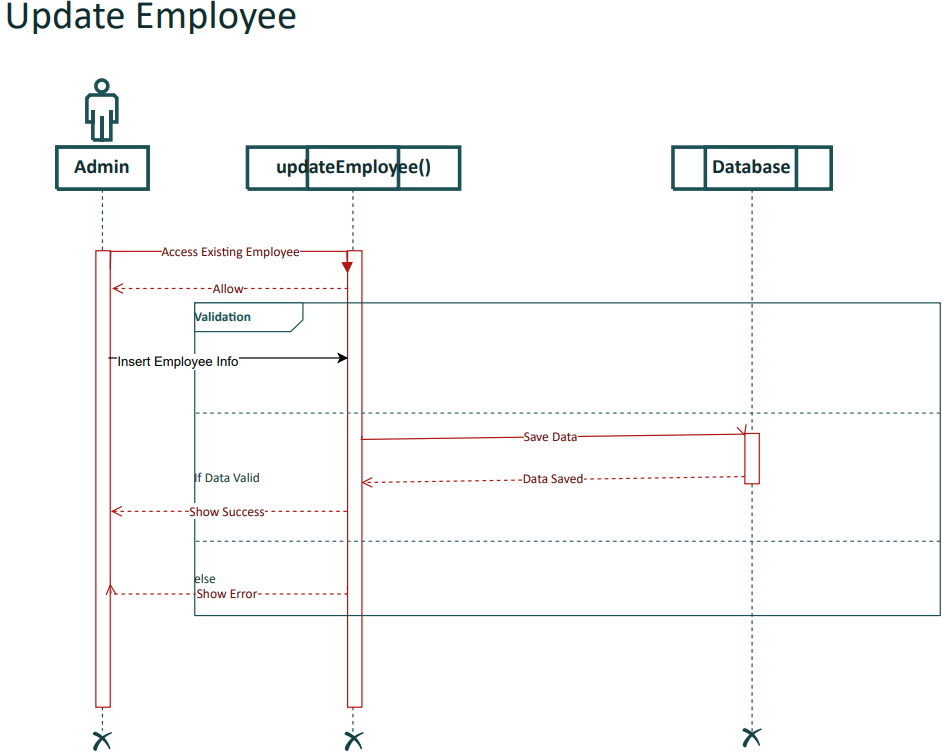 Update Employee
Admin
updateEmployee()
Database
Access Existing Employee
Allow
Validation
Insert Employee Info
Save Data
If Data Valid
Data Saved
Show Success
else
Show Error